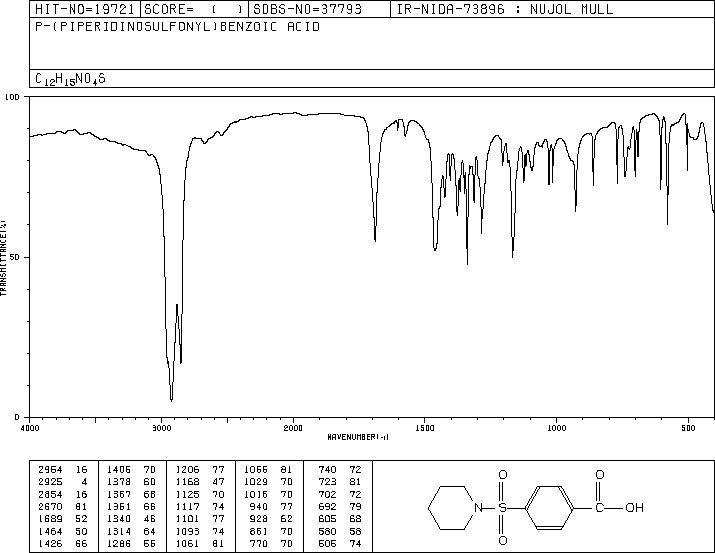 HIT-NO=19721 SCORE= ( ) SDBS-NO=37793 IR-NIDA-73896 : NUJOL MULL
P-(PIPERIDINOSULFONYL)BENZOIC ACID
C12H15NO4S
100
50
0
TRANSMITTANCE(%)
4000 3000 2000 1500 1000 500
WAVENUMBER(-1)
2954 16 1406 70 1206 77 1066 81 740 72
2925 4 1378 60 1168 47 1029 70 723 81
2854 16 1367 66 1125 70 1016 70 702 72
2670 81 1351 66 1117 74 940 77 692 79
1689 52 1340 46 1101 77 928 62 605 68
1464 50 1314 64 1093 74 861 70 580 58
1426 66 1286 55 1061 81 770 70 506 74
O O
N S C OH
O